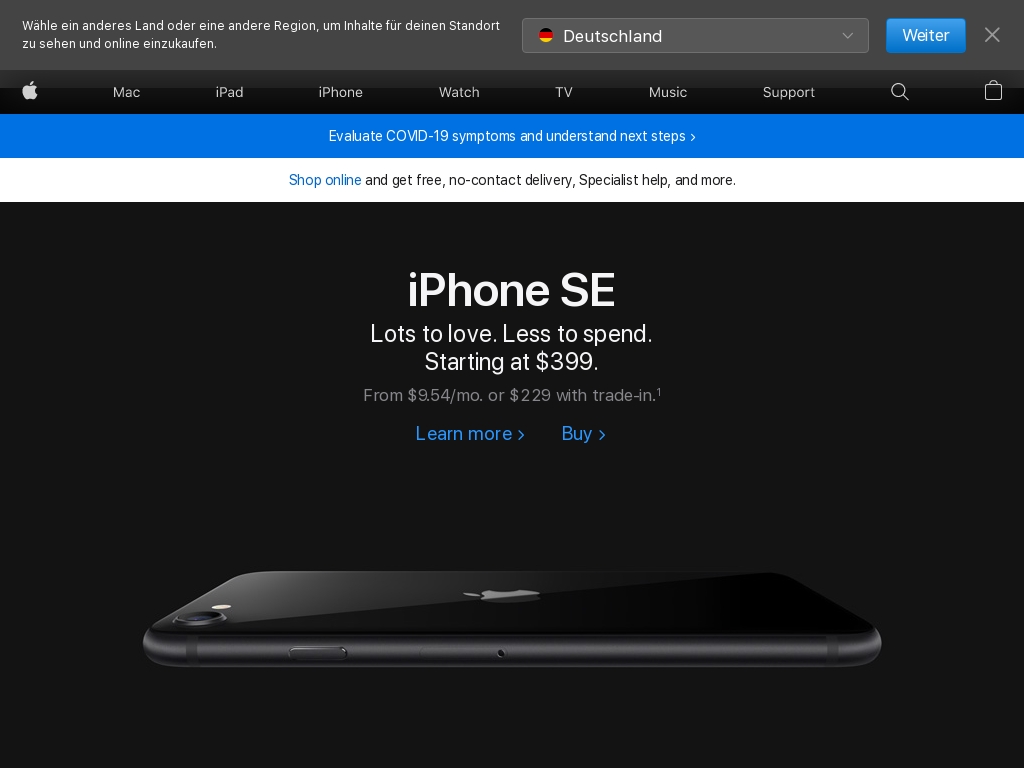 Wähle ein anderes Land oder eine andere Region, um Inhalte für deinen Standort
zu sehen und online einzukaufen.
Deutschland
Weiter
Mac
iPad
iPhone
Watch
TV
Music
Support
Evaluate COVID-19 symptoms and understand next steps ›
Shop online and get free, no-contact delivery, Specialist help, and more.
iPhone SE
Lots to love. Less to spend.
Starting at $399.
From $9.54/mo. or $229 with trade-in.¹
Learn more ›
Buy ›